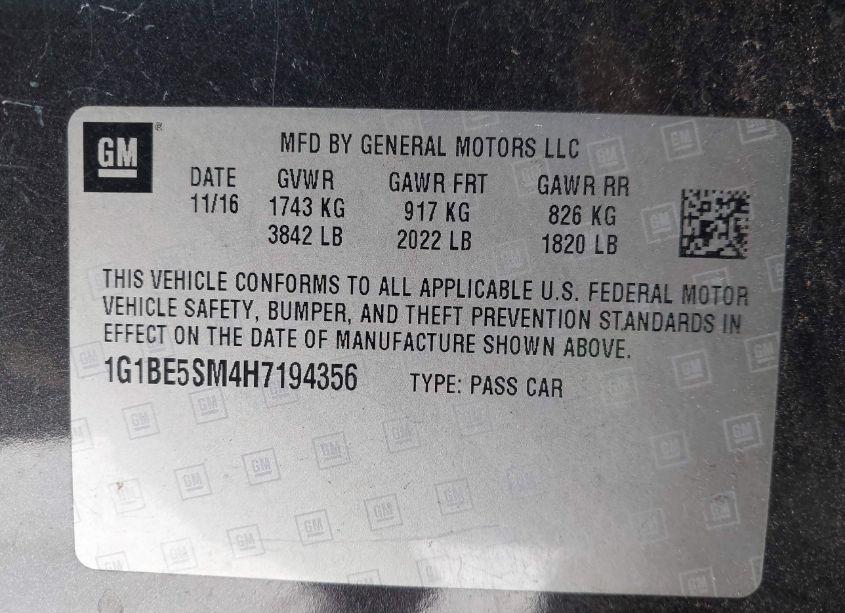 GM
MFD BY GENERAL MOTORS LLC
DATE GVWR GAWR FRT GAWR RR
11/16 1743 KG 917 KG 826 KG
3842 LB 2022 LB 1820 LB
THIS VEHICLE CONFORMS TO ALL APPLICABLE U.S. FEDERAL MOTOR
VEHICLE SAFETY, BUMPER, AND THEFT PREVENTION STANDARDS IN
EFFECT ON THE DATE OF MANUFACTURE SHOWN ABOVE.
1G1BE5SM4H7194356 TYPE: PASS CAR